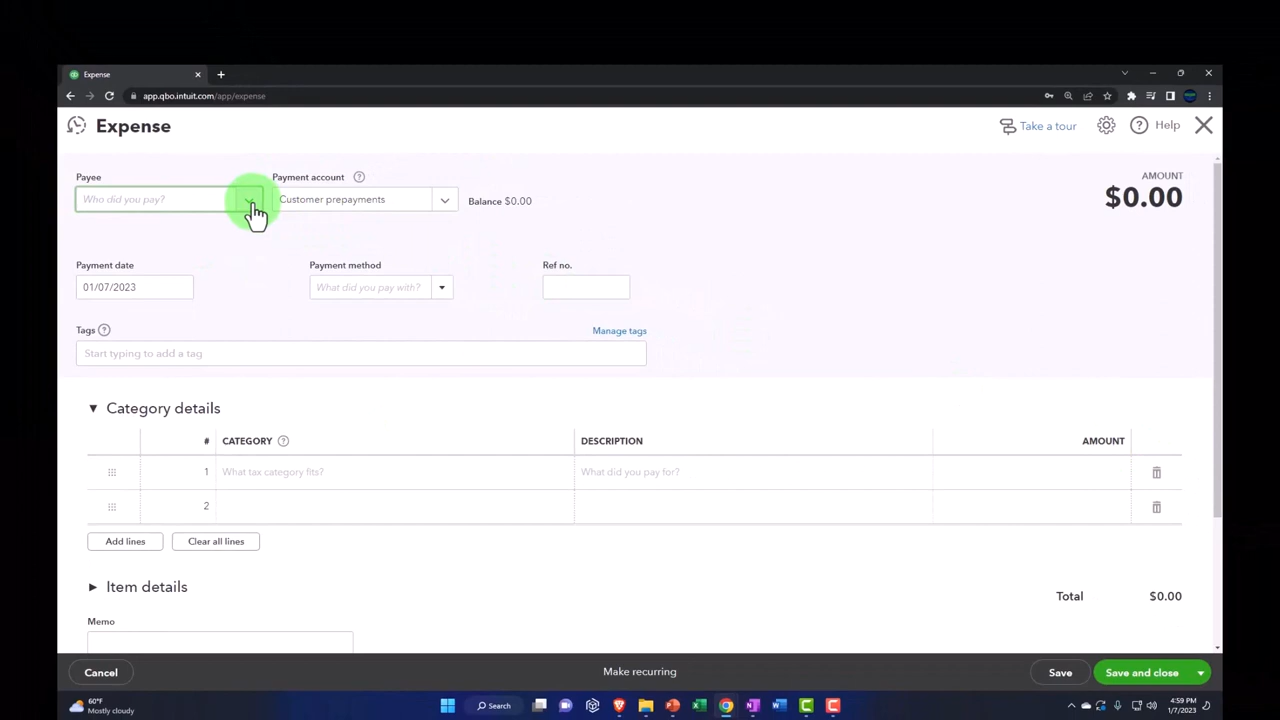 Expense
app.qbo.intuit.com/app/expense
Expense
Take a tour
Help
Payee
Payment account
AMOUNT
Who did you pay?
Customer prepayments
Balance $0.00
$0.00
Payment date
Payment method
Ref no.
01/07/2023
What did you pay with?
Tags
Manage tags
Start typing to add a tag
Category details
# CATEGORY DESCRIPTION AMOUNT
1 What tax category fits? What did you pay for?
2
Add lines
Clear all lines
Item details
Total $0.00
Memo
Cancel
Make recurring
Save
Save and close
60°F
Mostly cloudy
Search
4:59 PM
1/7/2023